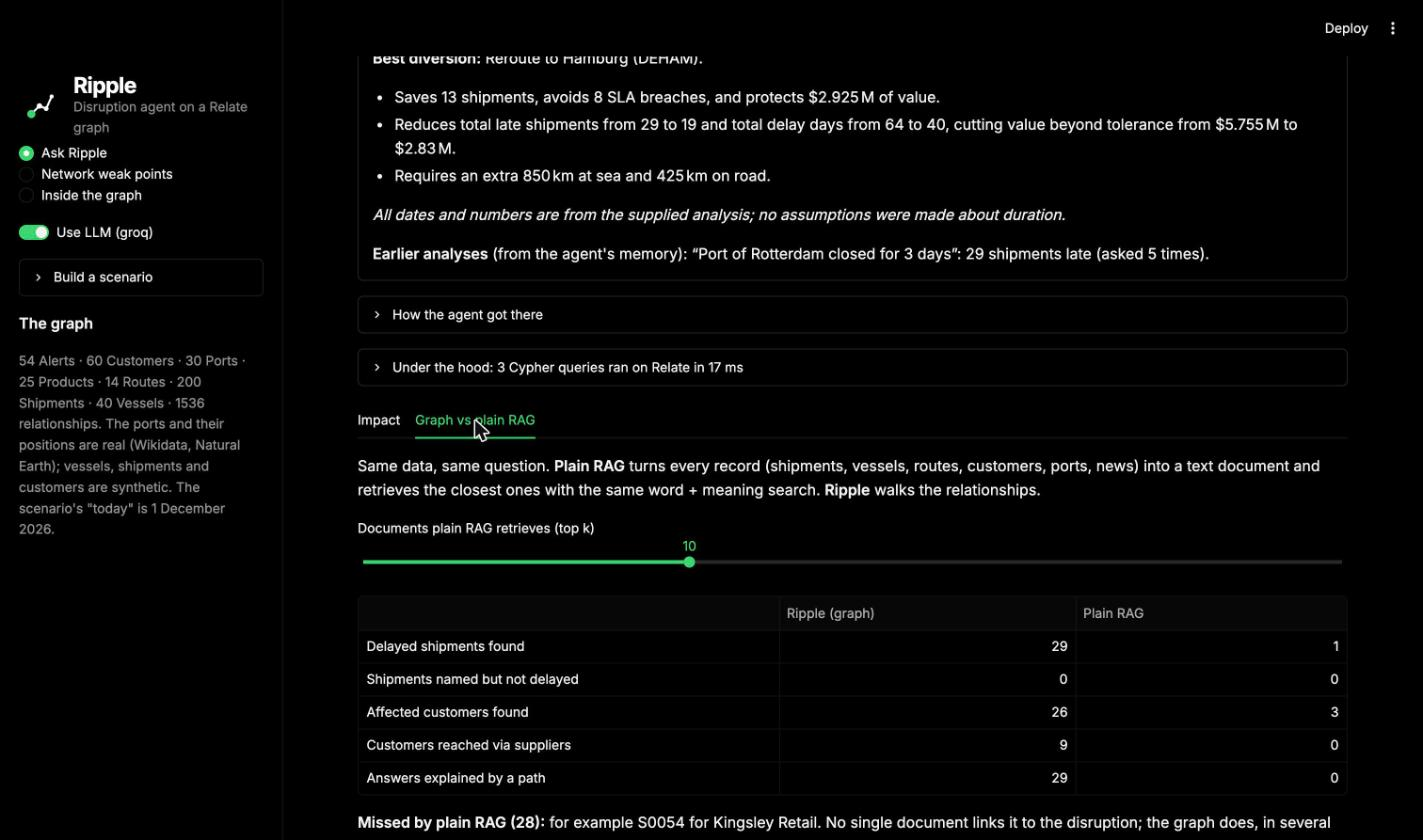 Deploy
Ripple
Disruption agent on a Relate
graph
Ask Ripple
Network weak points
Inside the graph
Use LLM (groq)
Build a scenario
The graph
54 Alerts · 60 Customers · 30 Ports ·
25 Products · 14 Routes · 200
Shipments · 40 Vessels · 1536
relationships. The ports and their
positions are real (Wikidata, Natural
Earth); vessels, shipments and
customers are synthetic. The
scenario's "today" is 1 December
2026.
Best diversion: Reroute to Hamburg (DEHAM).
• Saves 13 shipments, avoids 8 SLA breaches, and protects $2.925 M of value.
• Reduces total late shipments from 29 to 19 and total delay days from 64 to 40, cutting value beyond tolerance from $5.755 M to
$2.83 M.
• Requires an extra 850 km at sea and 425 km on road.
All dates and numbers are from the supplied analysis; no assumptions were made about duration.
Earlier analyses (from the agent's memory): “Port of Rotterdam closed for 3 days”: 29 shipments late (asked 5 times).
How the agent got there
Under the hood: 3 Cypher queries ran on Relate in 17 ms
Impact Graph vs plain RAG
Same data, same question. Plain RAG turns every record (shipments, vessels, routes, customers, ports, news) into a text document and
retrieves the closest ones with the same word + meaning search. Ripple walks the relationships.
Documents plain RAG retrieves (top k)
10
Ripple (graph) Plain RAG
Delayed shipments found 29 1
Shipments named but not delayed 0 0
Affected customers found 26 3
Customers reached via suppliers 9 0
Answers explained by a path 29 0
Missed by plain RAG (28): for example S0054 for Kingsley Retail. No single document links it to the disruption; the graph does, in several